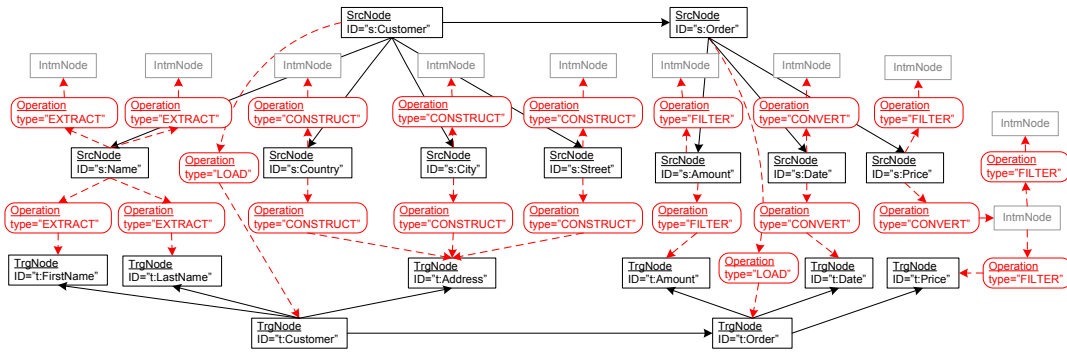 SrcNode
ID="s:Customer"
SrcNode
ID="s:Order"
IntmNode
IntmNode
IntmNode
IntmNode
IntmNode
IntmNode
IntmNode
IntmNode
Operation
type="EXTRACT"
Operation
type="EXTRACT"
Operation
type="CONSTRUCT"
Operation
type="CONSTRUCT"
Operation
type="CONSTRUCT"
Operation
type="FILTER"
Operation
type="CONVERT"
Operation
type="FILTER"
IntmNode
SrcNode
ID="s:Name"
Operation
type="LOAD"
SrcNode
ID="s:Country"
SrcNode
ID="s:City"
SrcNode
ID="s:Street"
SrcNode
ID="s:Amount"
SrcNode
ID="s:Date"
SrcNode
ID="s:Price"
Operation
type="FILTER"
Operation
type="EXTRACT"
Operation
type="EXTRACT"
Operation
type="CONSTRUCT"
Operation
type="CONSTRUCT"
Operation
type="CONSTRUCT"
Operation
type="FILTER"
Operation
type="CONVERT"
Operation
type="CONVERT"
IntmNode
TrgNode
ID="t:FirstName"
TrgNode
ID="t:LastName"
TrgNode
ID="t:Address"
TrgNode
ID="t:Amount"
Operation
type="LOAD"
TrgNode
ID="t:Date"
TrgNode
ID="t:Price"
Operation
type="FILTER"
TrgNode
ID="t:Customer"
TrgNode
ID="t:Order"